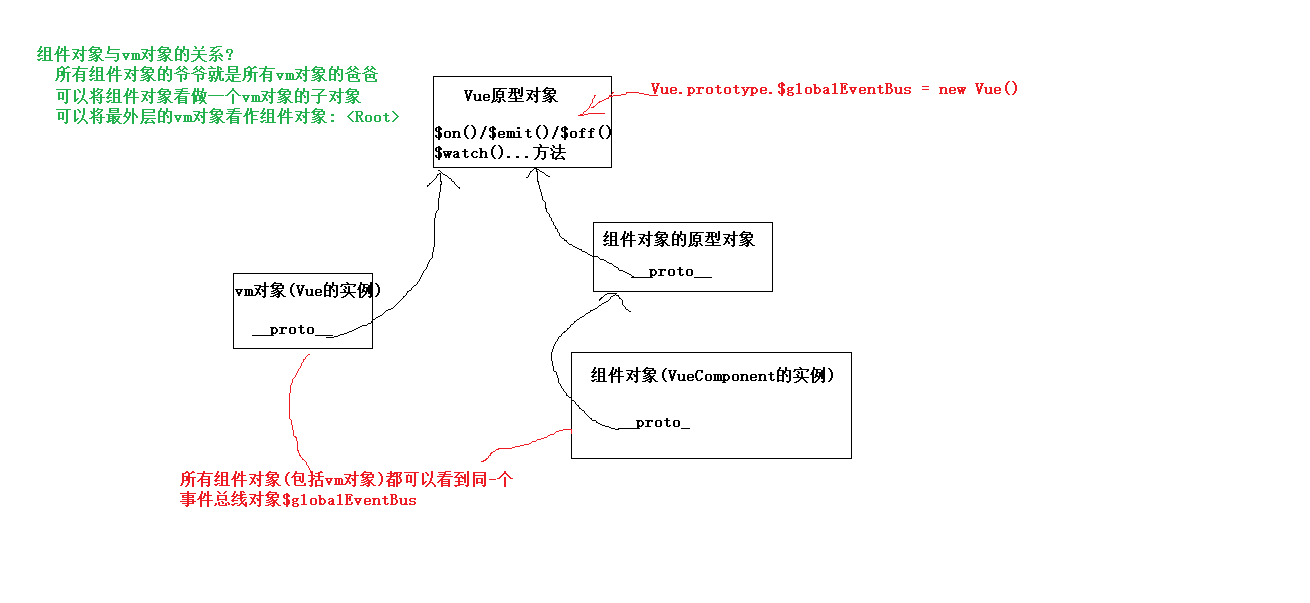 组件对象与vm对象的关系?
所有组件对象的爷爷就是所有vm对象的爸爸
可以将组件对象看做一个vm对象的子对象
可以将最外层的vm对象看作组件对象: <Root>
Vue原型对象
$on()/$emit()/$off()
$watch()...方法
Vue.prototype.$globalEventBus = new Vue()
组件对象的原型对象
__proto__
vm对象(Vue的实例)
__proto__
组件对象(VueComponent的实例)
__proto_
所有组件对象(包括vm对象)都可以看到同一个
事件总线对象$globalEventBus